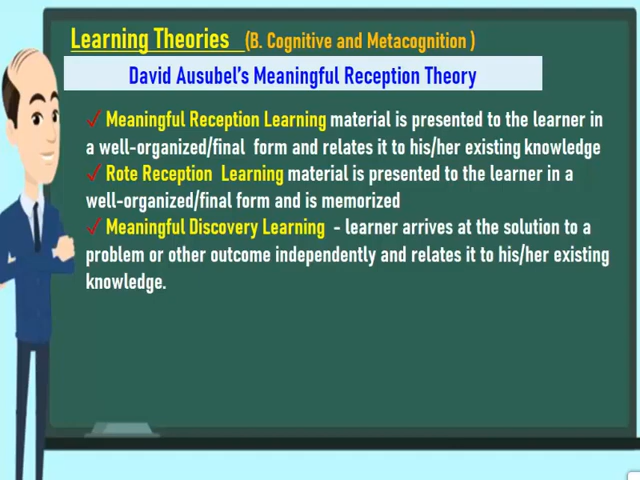 Learning Theories (B. Cognitive and Metacognition )
David Ausubel's Meaningful Reception Theory
✓ Meaningful Reception Learning material is presented to the learner in
a well-organized/final form and relates it to his/her existing knowledge
✓ Rote Reception Learning material is presented to the learner in a
well-organized/final form and is memorized
✓ Meaningful Discovery Learning - learner arrives at the solution to a
problem or other outcome independently and relates it to his/her existing
knowledge.